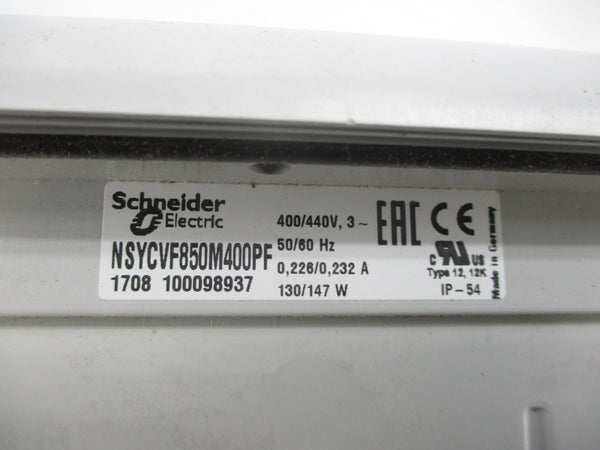 Schneider
Electric
NSYCVF850M400PF
1708 100098937
400/440V, 3~
50/60 Hz
0,226/0,232 A
130/147 W
EAC CE
c RU US
Type 12, 12K
IP-54
Made in Germany